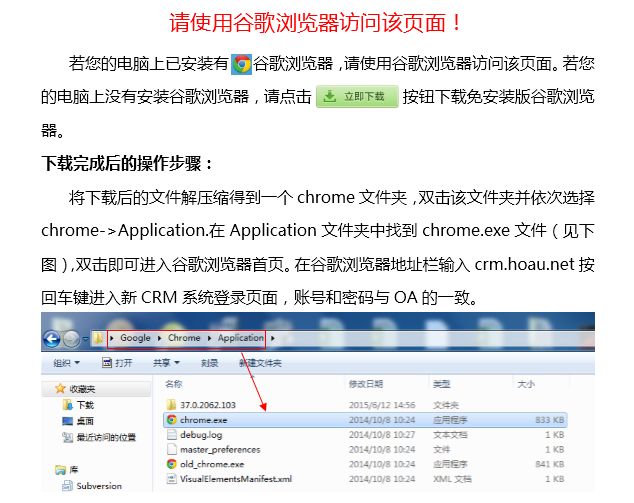 请使用谷歌浏览器访问该页面！
若您的电脑上已安装有谷歌浏览器，请使用谷歌浏览器访问该页面。若您
的电脑上没有安装谷歌浏览器，请点击 立即下载 按钮下载免安装版谷歌浏览
器。
下载完成后的操作步骤：
将下载后的文件解压缩得到一个 chrome 文件夹，双击该文件夹并依次选择
chrome->Application.在 Application 文件夹中找到 chrome.exe 文件（见下
图）,双击即可进入谷歌浏览器首页。在谷歌浏览器地址栏输入 crm.hoau.net 按
回车键进入新 CRM 系统登录页面，账号和密码与 OA 的一致。
Google Chrome Application
组织 打开 共享 刻录 新建文件夹
名称 修改日期 类型 大小
收藏夹
下载
桌面
最近访问的位置
库
Subversion
37.0.2062.103 2015/6/12 14:56 文件夹
chrome.exe 2014/10/8 10:24 应用程序 833 KB
debug.log 2014/10/8 10:27 文本文档 1 KB
master_preferences 2014/10/8 10:24 文件 1 KB
old_chrome.exe 2014/10/8 10:24 应用程序 841 KB
VisualElementsManifest.xml 2014/10/8 10:24 XML 文档 1 KB